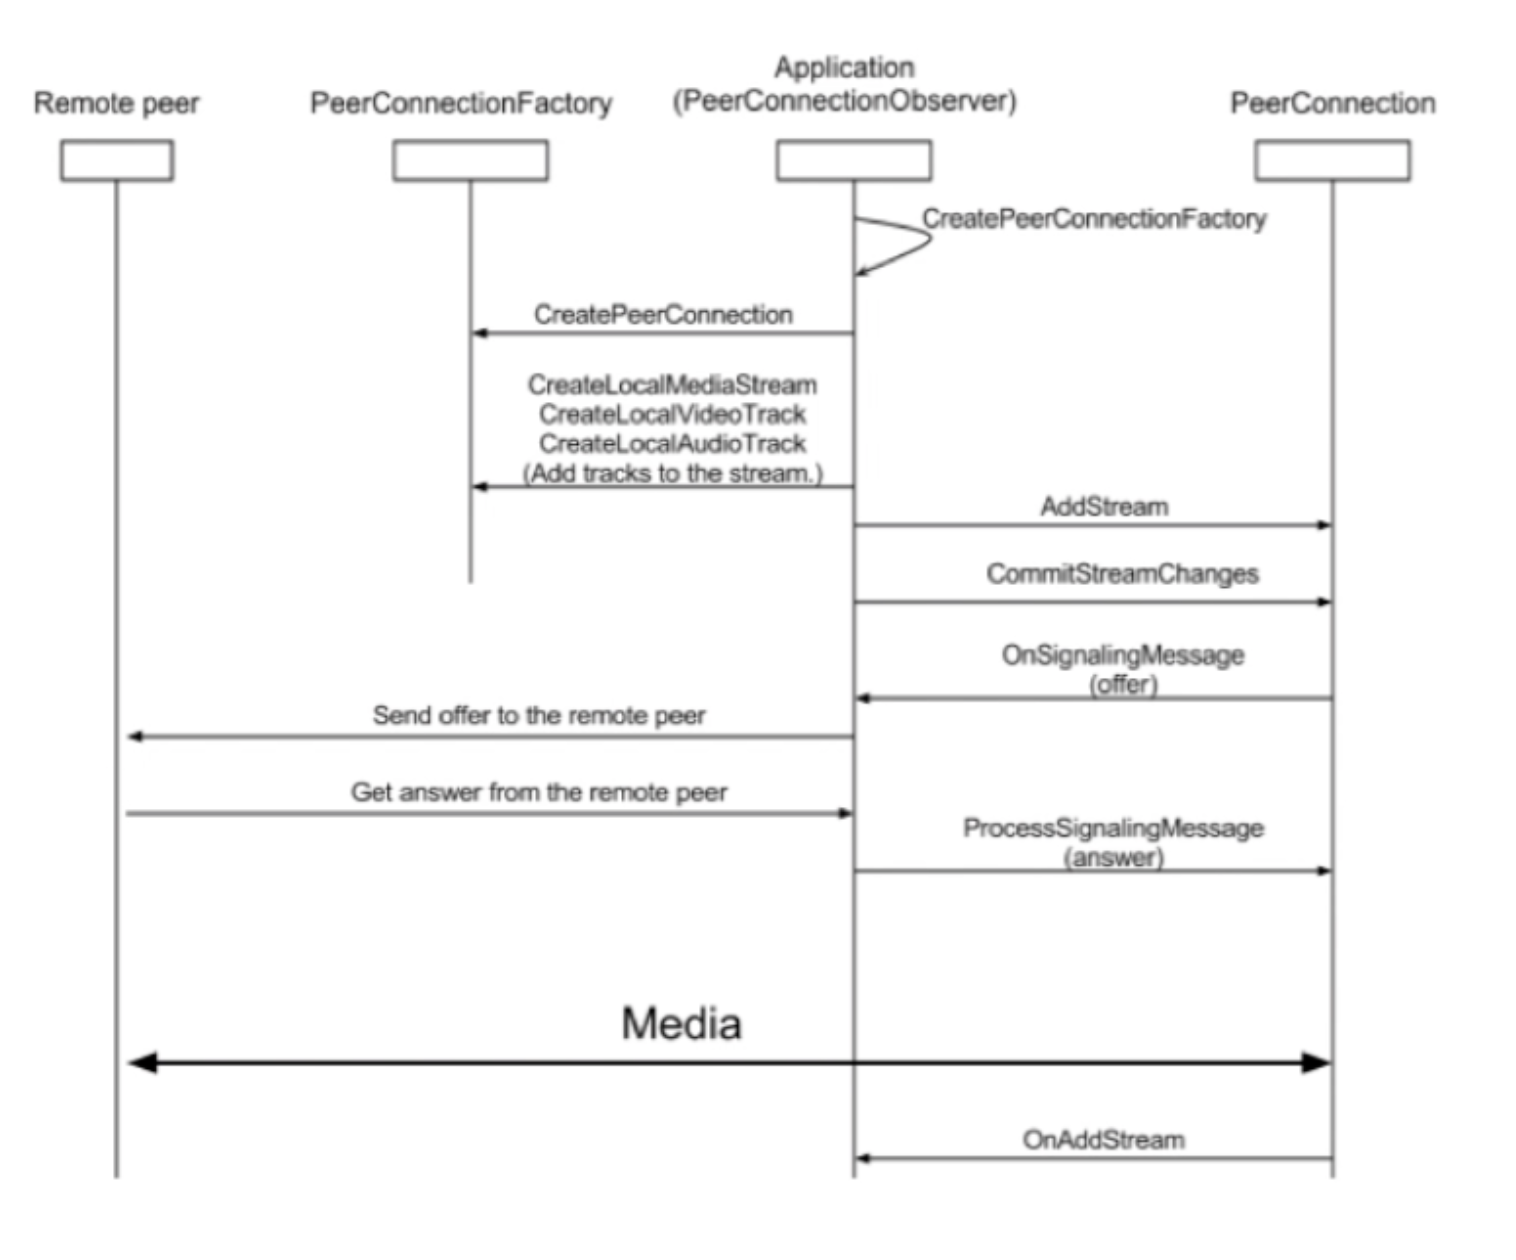 Remote peer
PeerConnectionFactory
Application
(PeerConnectionObserver)
PeerConnection
CreatePeerConnectionFactory
CreatePeerConnection
CreateLocalMediaStream
CreateLocalVideoTrack
CreateLocalAudioTrack
(Add tracks to the stream.)
AddStream
CommitStreamChanges
OnSignalingMessage
(offer)
Send offer to the remote peer
Get answer from the remote peer
ProcessSignalingMessage
(answer)
Media
OnAddStream